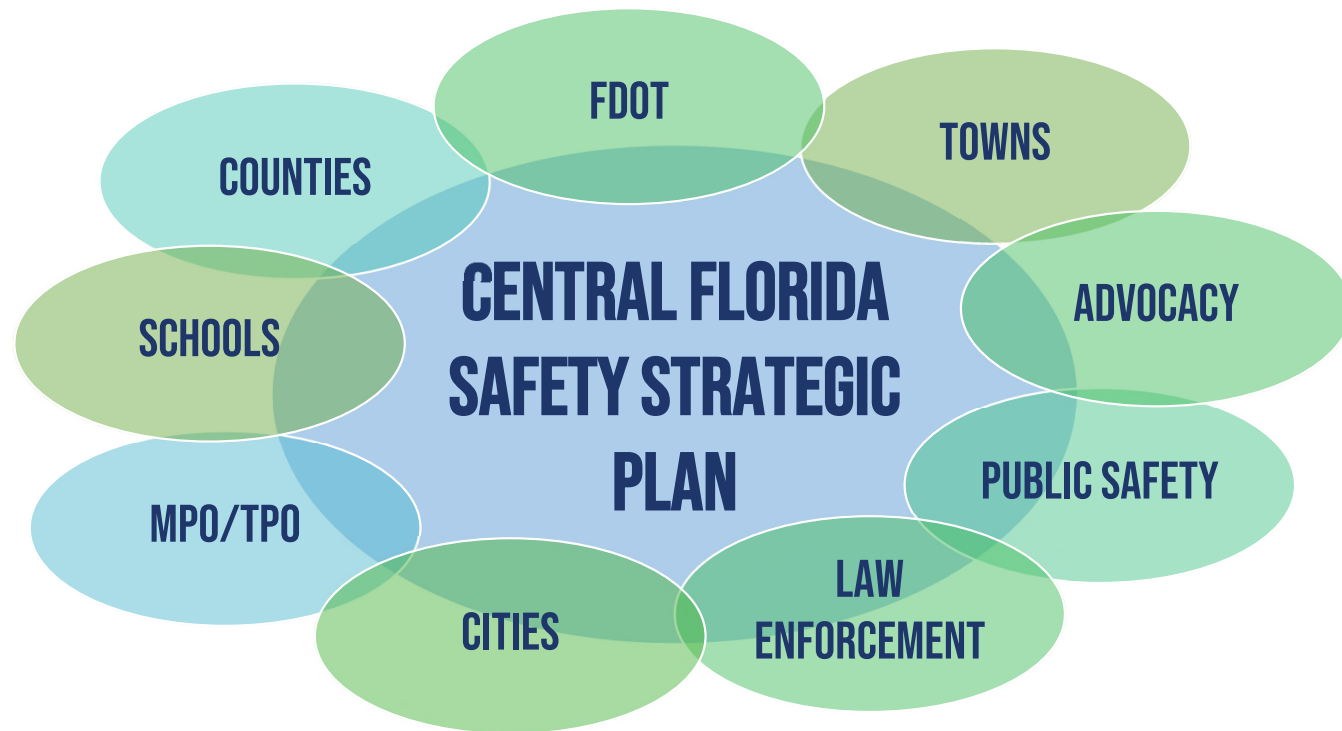 FDOT
TOWNS
COUNTIES
CENTRAL FLORIDA
SAFETY STRATEGIC
PLAN
ADVOCACY
SCHOOLS
PUBLIC SAFETY
MPO/TPO
LAW
ENFORCEMENT
CITIES